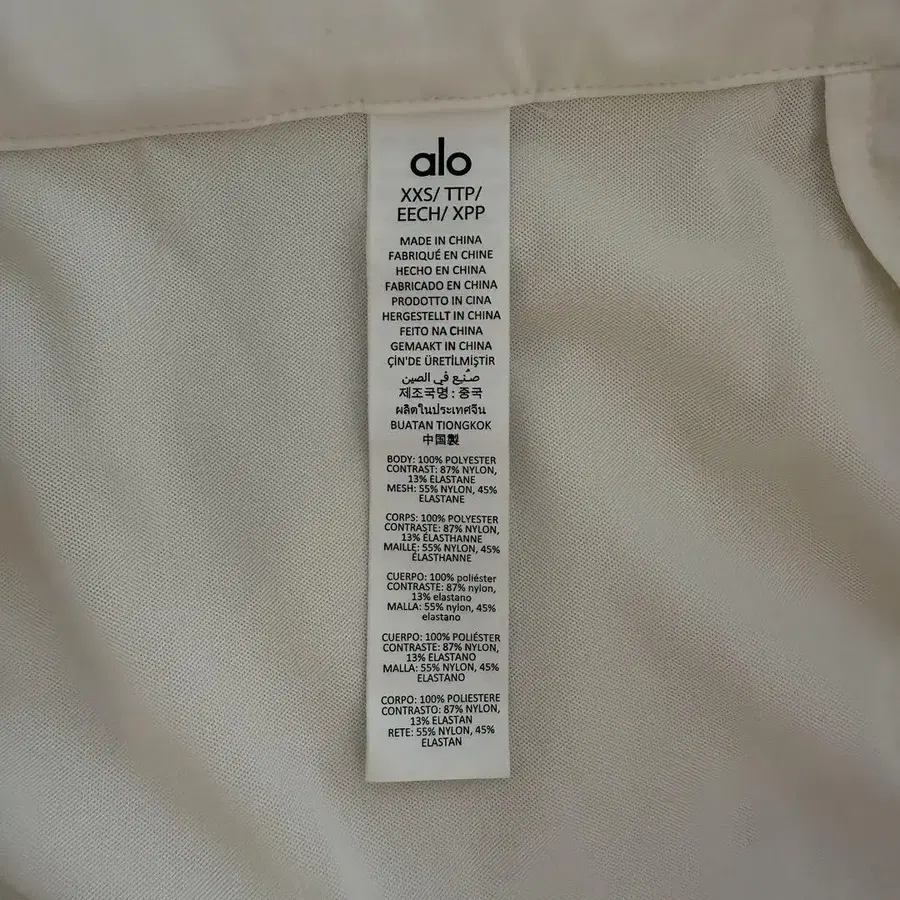 alo
XXS/ TTP/
EECH/ XPP
MADE IN CHINA
FABRIQUÉ EN CHINE
HECHO EN CHINA
FABRICADO EN CHINA
PRODOTTO IN CINA
HERGESTELLT IN CHINA
FEITO NA CHINA
GEMAAKT IN CHINA
ÇİN'DE ÜRETİLMİŞTİR
صُنِع في الصين
제조국명 : 중국
ผลิตในประเทศจีน
BUATAN TIONGKOK
中国製
BODY: 100% POLYESTER
CONTRAST: 87% NYLON,
13% ELASTANE
MESH: 55% NYLON, 45%
ELASTANE
CORPS: 100% POLYESTER
CONTRASTE: 87% NYLON,
13% ÉLASTHANNE
MAILLE: 55% NYLON, 45%
ÉLASTHANNE
CUERPO: 100% poliéster
CONTRASTE: 87% nylon,
13% elastano
MALLA: 55% nylon, 45%
elastano
CUERPO: 100% POLIÉSTER
CONTRASTE: 87% NYLON,
13% ELASTANO
MALLA: 55% NYLON, 45%
ELASTANO
CORPO: 100% POLIESTERE
CONTRASTO: 87% NYLON,
13% ELASTAN
RETE: 55% NYLON, 45%
ELASTAN